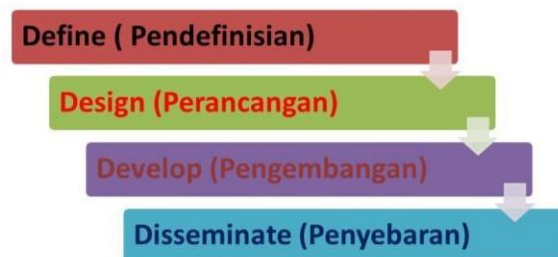 Define ( Pendefinisian)
Design (Perancangan)
Develop (Pengembangan)
Disseminate (Penyebaran)